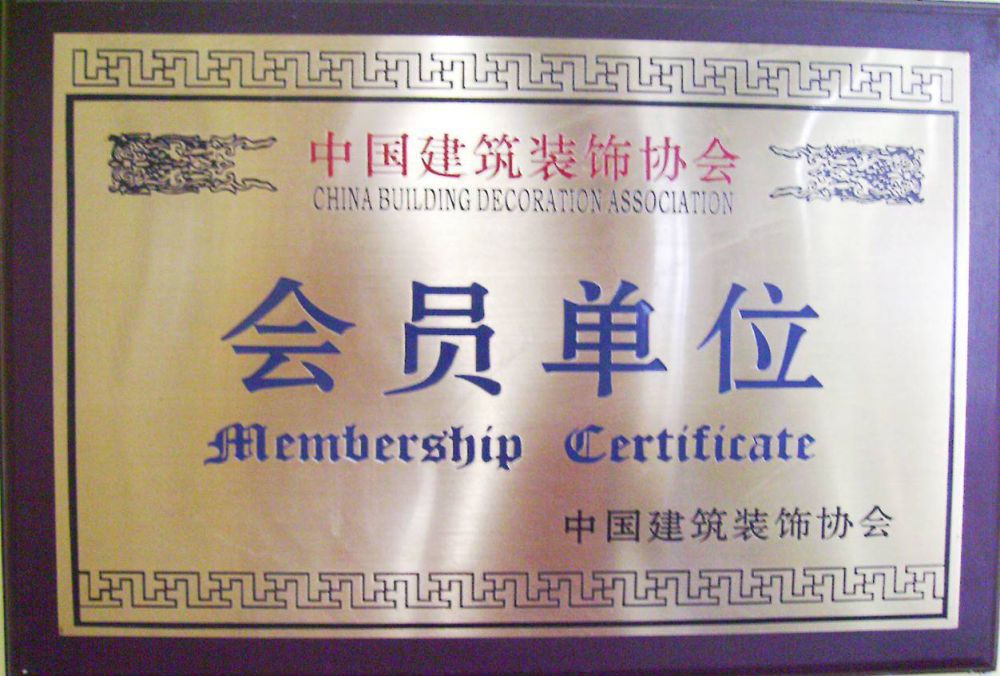 中国建筑装饰协会
CHINA BUILDING DECORATION ASSOCIATION
会员单位
Membership Certificate
中国建筑装饰协会